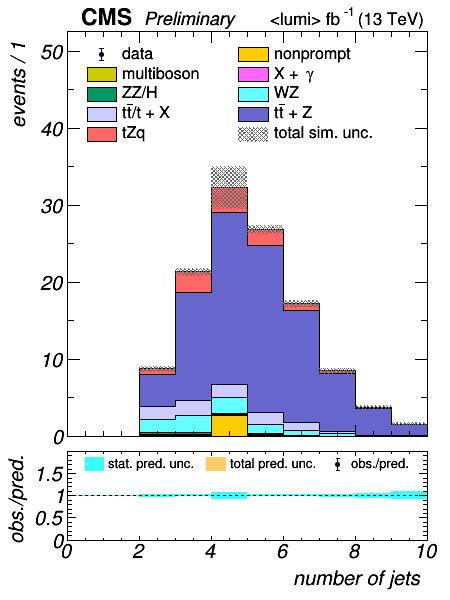 CMS Preliminary <lumi> fb⁻¹ (13 TeV)
events / 1
50
40
30
20
10
0
data
nonprompt
multiboson
X + γ
ZZ/H
WZ
tt̄/t + X
tt̄ + Z
tZq
total sim. unc.
obs./pred.
1.5
1
0.5
0
stat. pred. unc. total pred. unc. obs./pred.
0 2 4 6 8 10
number of jets